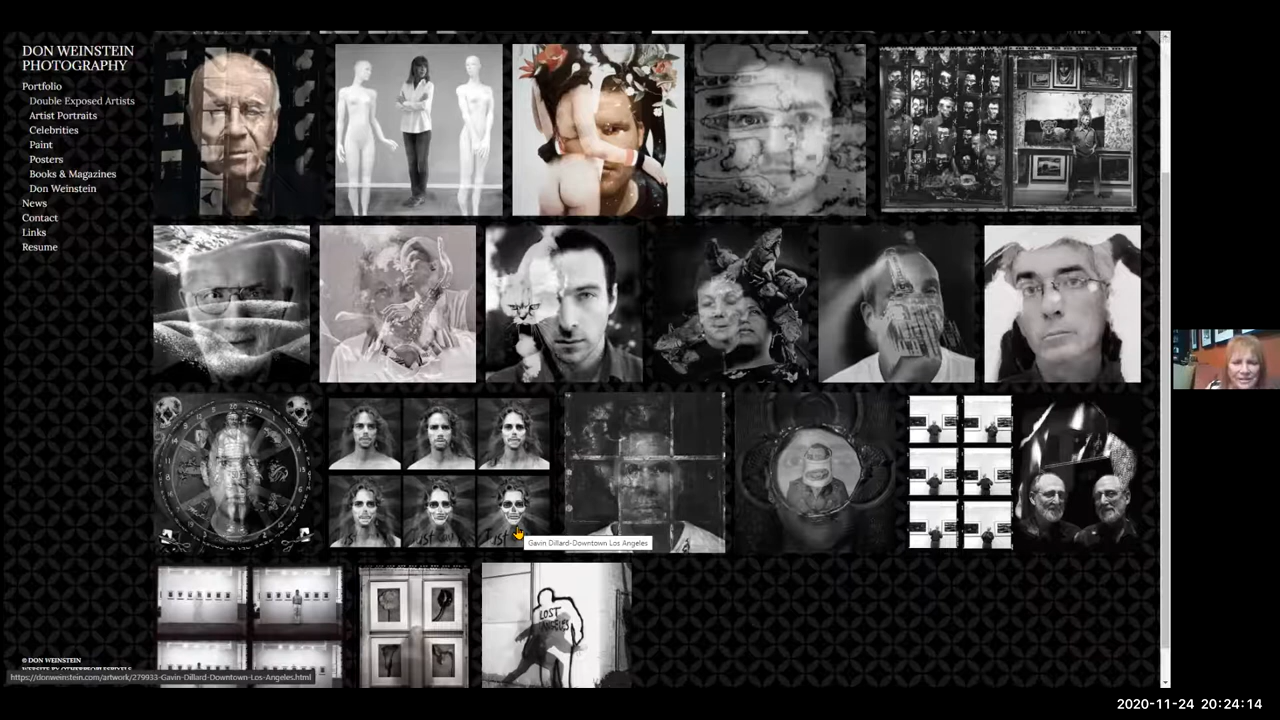 DON WEINSTEIN
PHOTOGRAPHY
Portfolio
Double Exposed Artists
Artist Portraits
Celebrities
Paint
Posters
Books & Magazines
Don Weinstein
News
Contact
Links
Resume
Gavin Dillard-Downtown Los Angeles
LOST
ANGELES
© DON WEINSTEIN
https://donweinstein.com/artwork/279933-Gavin-Dillard-Downtown-Los-Angeles.html
2020-11-24 20:24:14